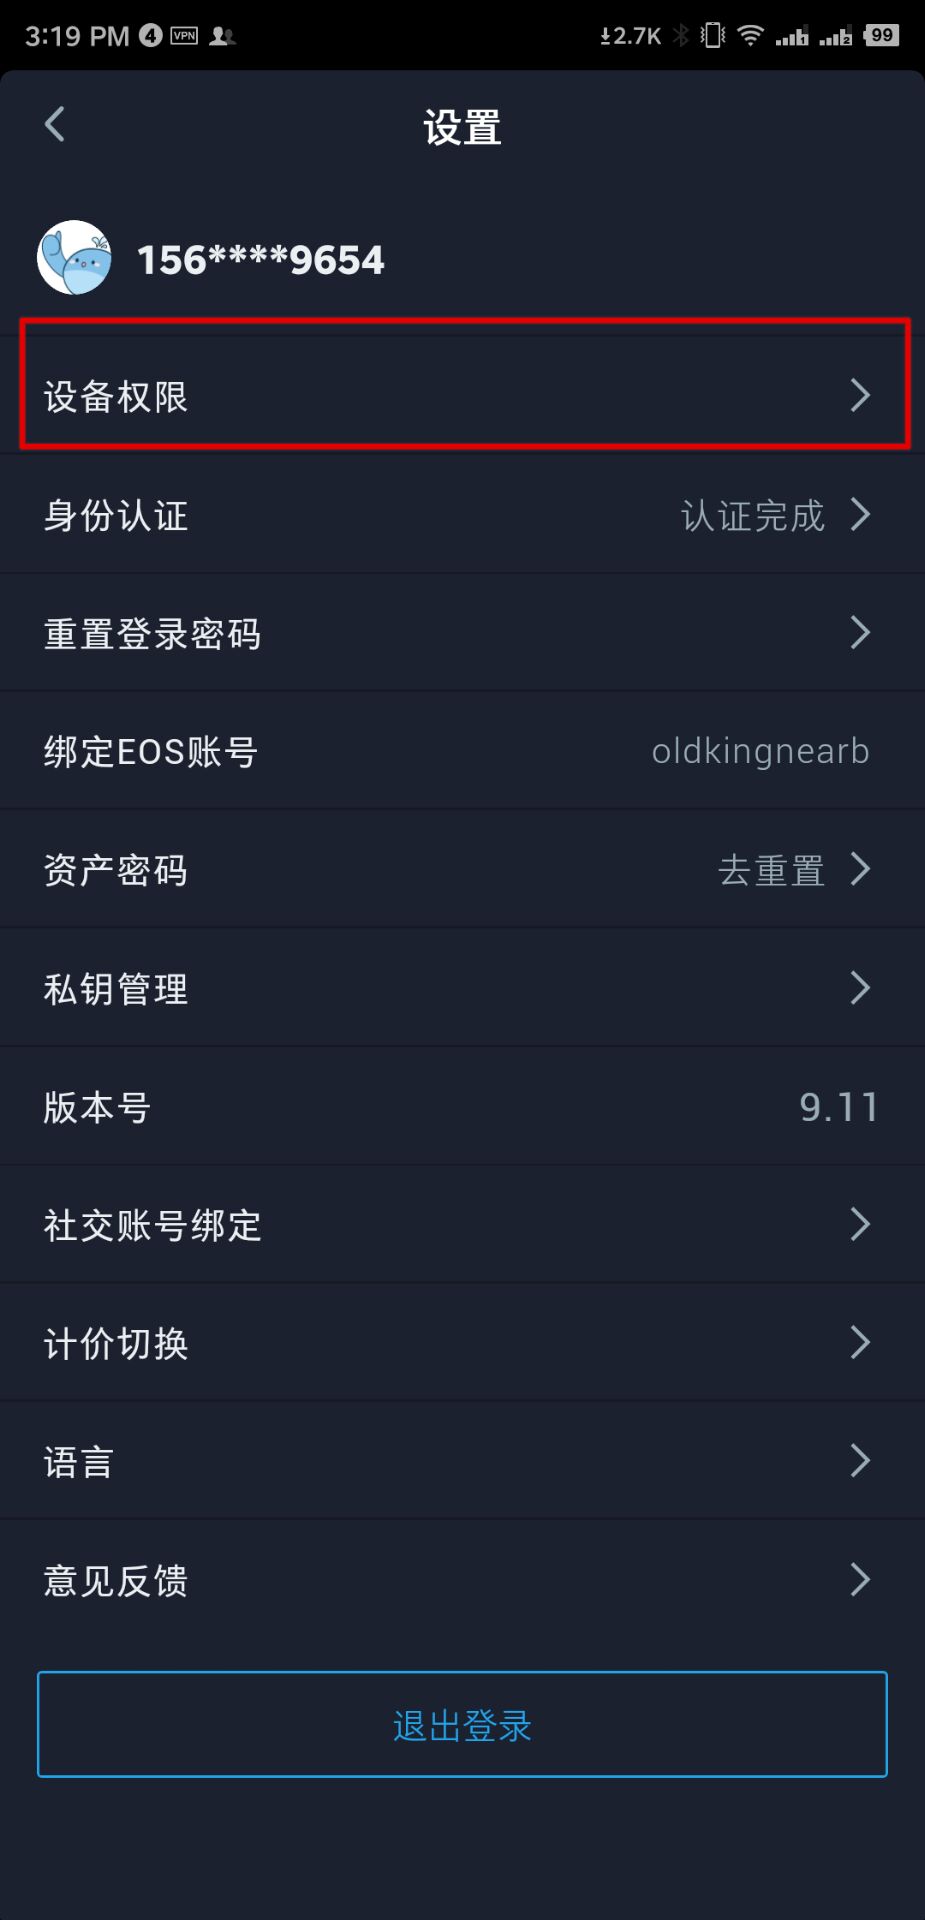 3:19 PM 4 VPN 2.7K 1 2 99
设置
156****9654
设备权限
身份认证 认证完成
重置登录密码
绑定EOS账号 oldkingnearb
资产密码 去重置
私钥管理
版本号 9.11
社交账号绑定
计价切换
语言
意见反馈
退出登录